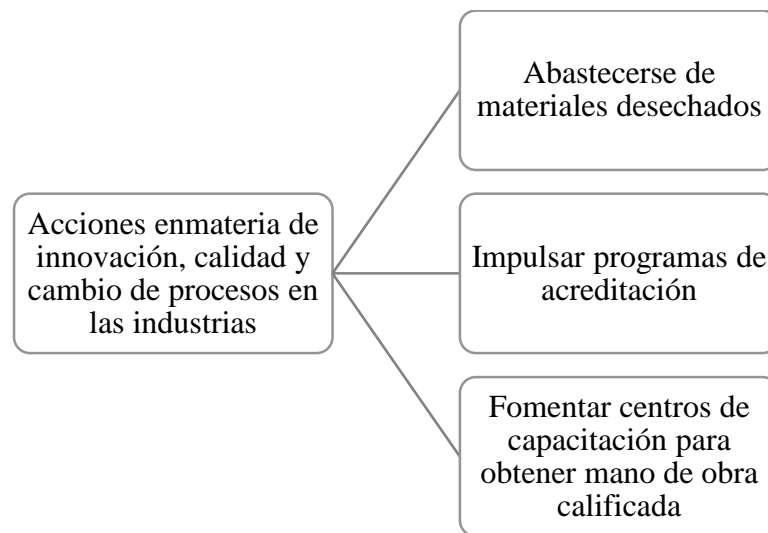 Acciones enmateria de
innovación, calidad y
cambio de procesos en
las industrias
Abastecerse de
materiales desechados
Impulsar programas de
acreditación
Fomentar centros de
capacitación para
obtener mano de obra
calificada